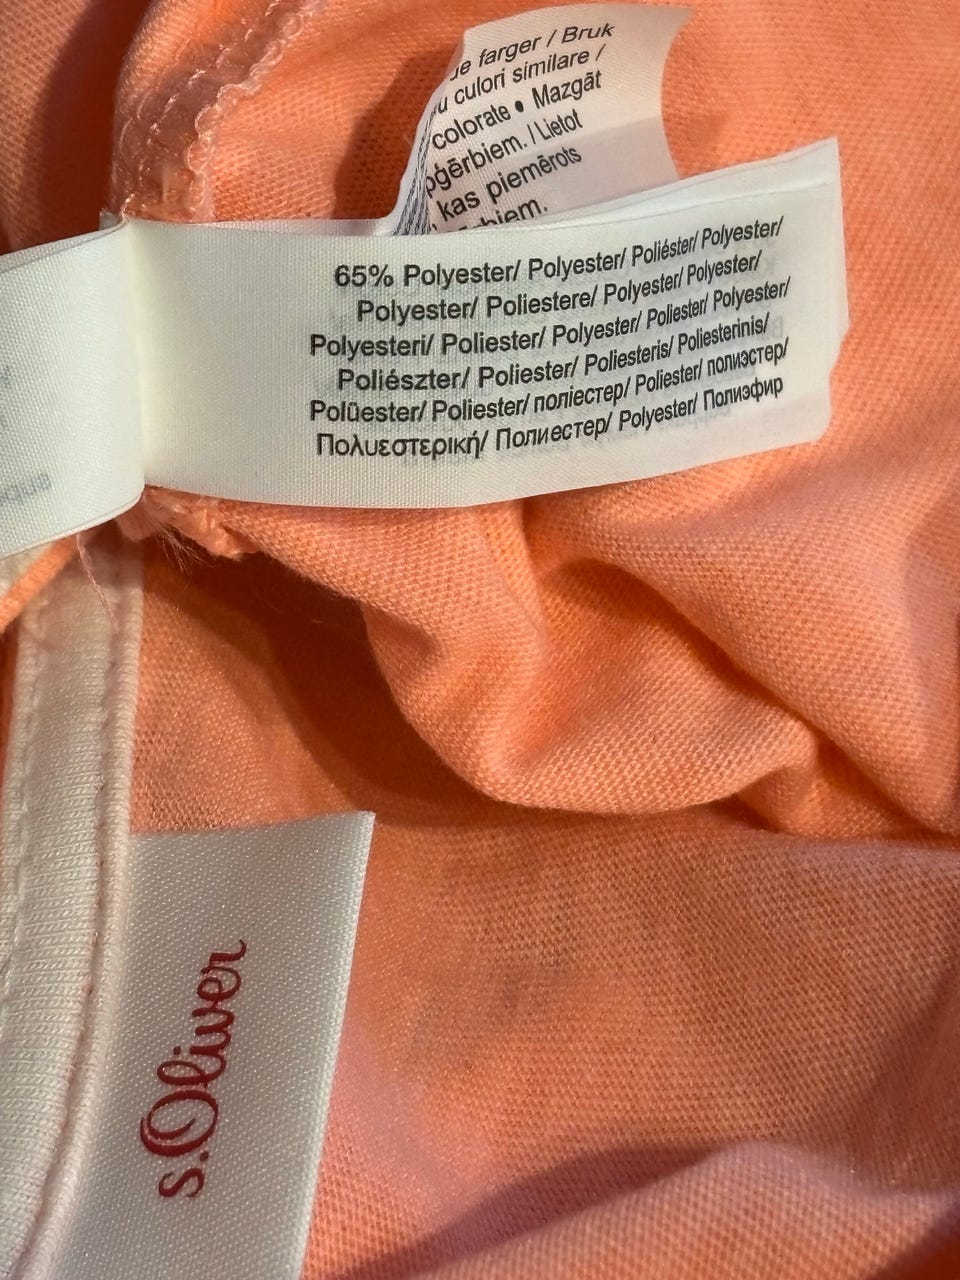 farger / Bruk
culori similare /
colorate • Mazgāt
apģērbiem. / Lietot
kas piemērots
65% Polyester/ Polyester/ Poliéster/ Polyester/
Polyester/ Poliestere/ Polyester/ Polyester/
Polyesteri/ Poliester/ Polyester/ Poliester/ Polyester/
Poliészter/ Poliester/ Poliesteris/ Poliesterinis/
Polüester/ Poliester/ поліестер/ Poliester/ полиэстер/
Πολυεστερική/ Полиестер/ Polyester/ Полиэфир
s.Oliver